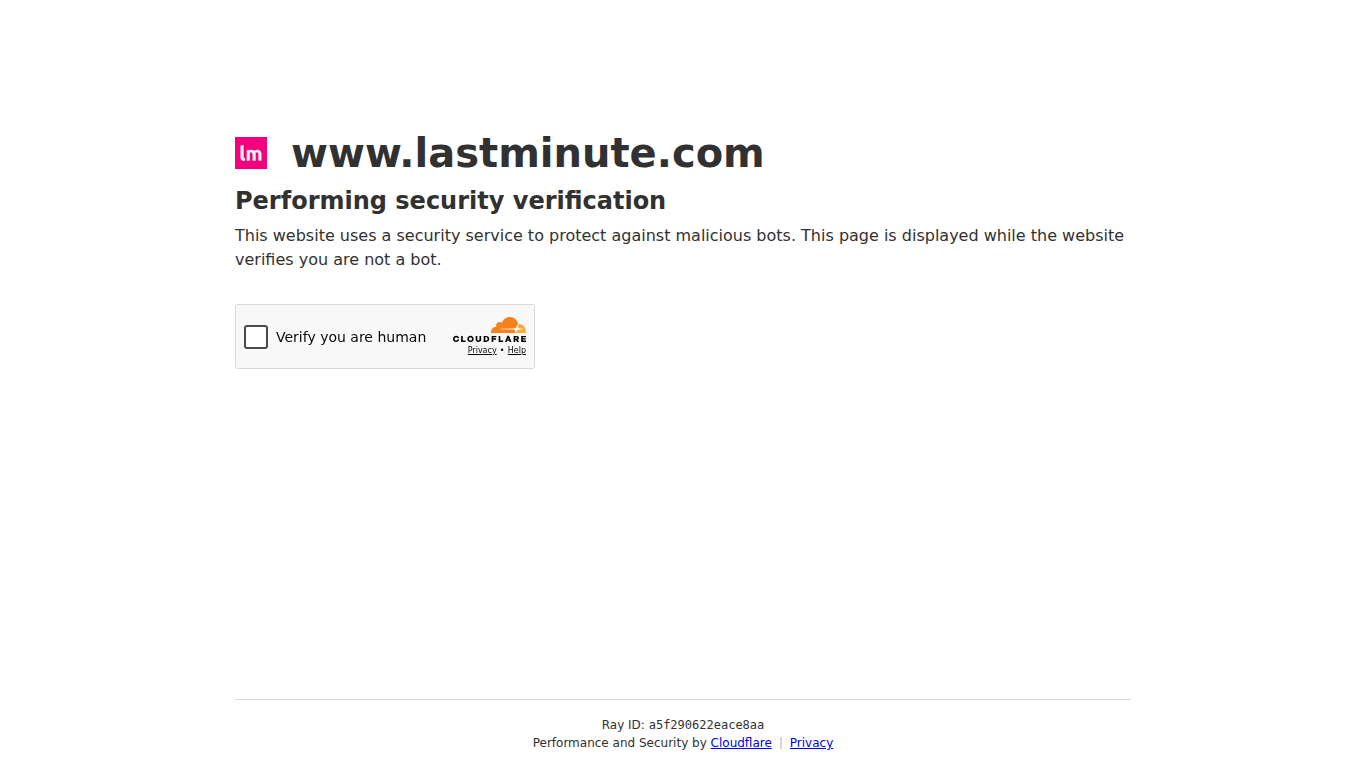 lm
www.lastminute.com
Performing security verification
This website uses a security service to protect against malicious bots. This page is displayed while the website
verifies you are not a bot.
Verify you are human
CLOUDFLARE
Privacy • Help
Ray ID: a5f290622eace8aa
Performance and Security by Cloudflare | Privacy